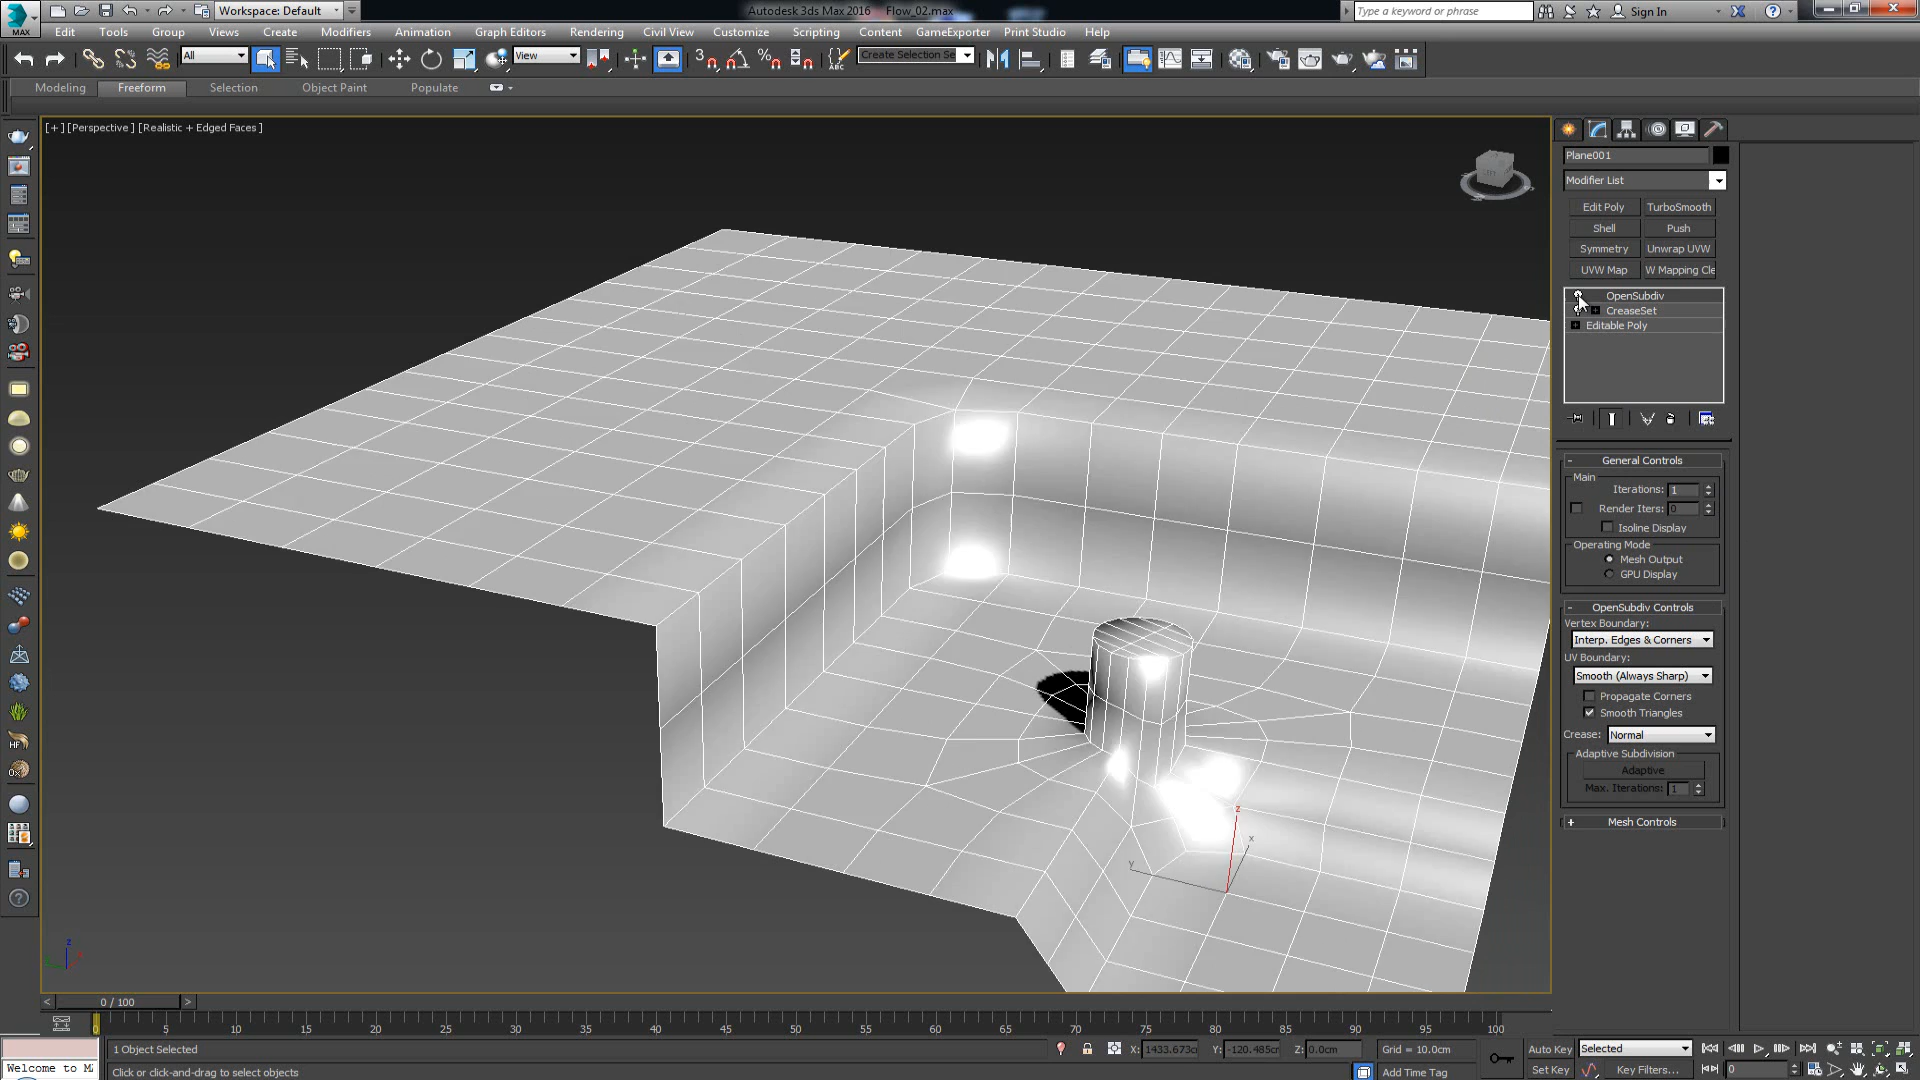 Workspace: Default
Autodesk 3ds Max 2016 Flow_02.max
Type a keyword or phrase
Sign In
MAX
Edit Tools Group Views Create Modifiers Animation Graph Editors Rendering Civil View Customize Scripting Content GameExporter Print Studio Help
All
View
3
ABC
Create Selection Se
Modeling Freeform Selection Object Paint Populate
[+] [Perspective] [Realistic + Edged Faces]
Plane001
Modifier List
Edit Poly TurboSmooth
Shell Push
Symmetry Unwrap UVW
UVW Map W Mapping Cle
OpenSubdiv
CreaseSet
Editable Poly
- General Controls
Main
Iterations: 1
Render Iters: 0
Isoline Display
Operating Mode
Mesh Output
GPU Display
- OpenSubdiv Controls
Vertex Boundary:
Interp. Edges & Corners
UV Boundary:
Smooth (Always Sharp)
Propagate Corners
Smooth Triangles
Crease: Normal
Adaptive Subdivision
Adaptive
Max. Iterations: 1
+ Mesh Controls
HF
z
x
y
z
< 0 / 100 >
0 5 10 15 20 25 30 35 40 45 50 55 60 65 70 75 80 85 90 95 100
1 Object Selected
X: 1433.673cr Y: -120.485cr Z: 0.0cm
Grid = 10.0cm
Auto Key Selected
Welcome to M
Click or click-and-drag to select objects
Add Time Tag
Set Key Key Filters...
0